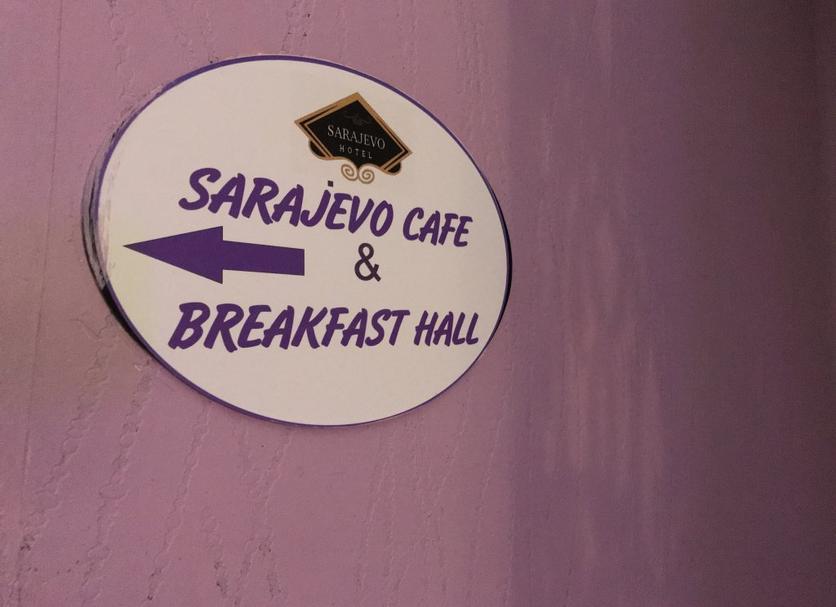 SARAJEVO
HOTEL
SARAJEVO CAFE
&
BREAKFAST HALL